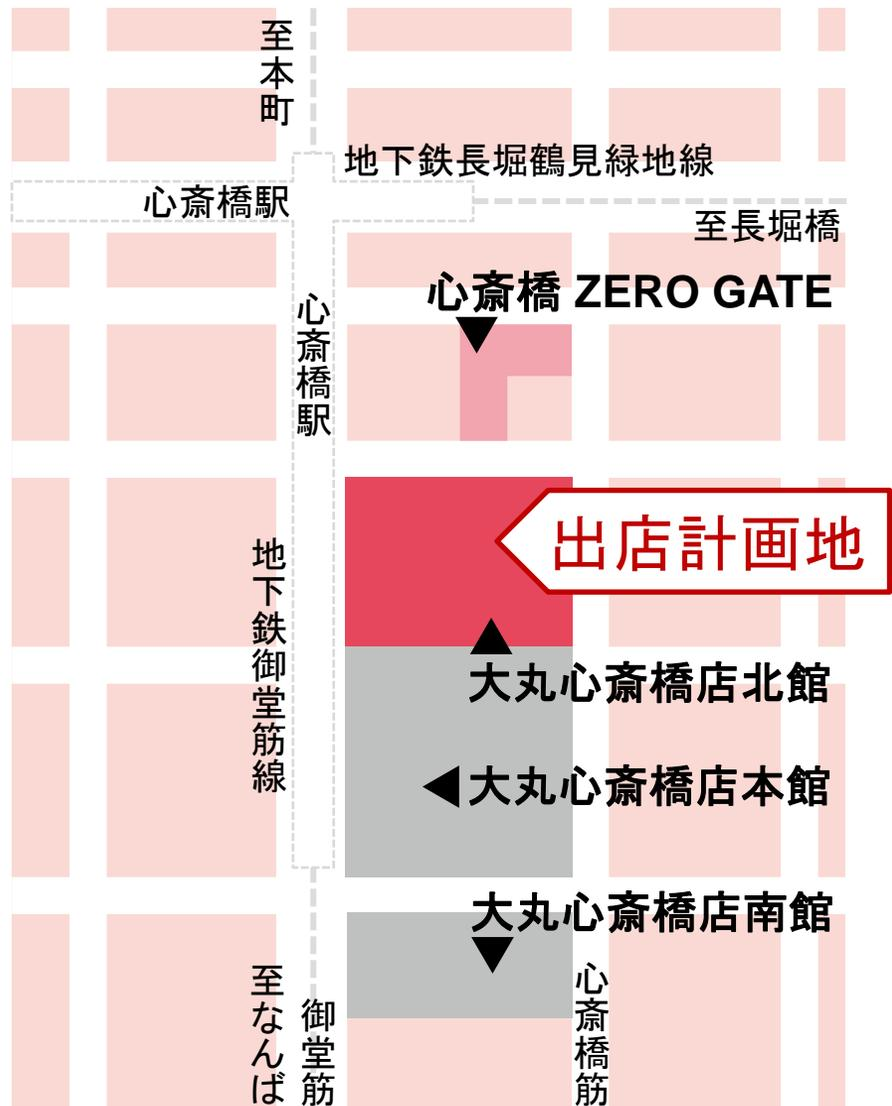 至本町
地下鉄長堀鶴見緑地線
心斎橋駅
至長堀橋
心斎橋 ZERO GATE
心斎橋駅
出店計画地
地下鉄御堂筋線
大丸心斎橋店北館
大丸心斎橋店本館
大丸心斎橋店南館
至なんば
御堂筋
心斎橋筋